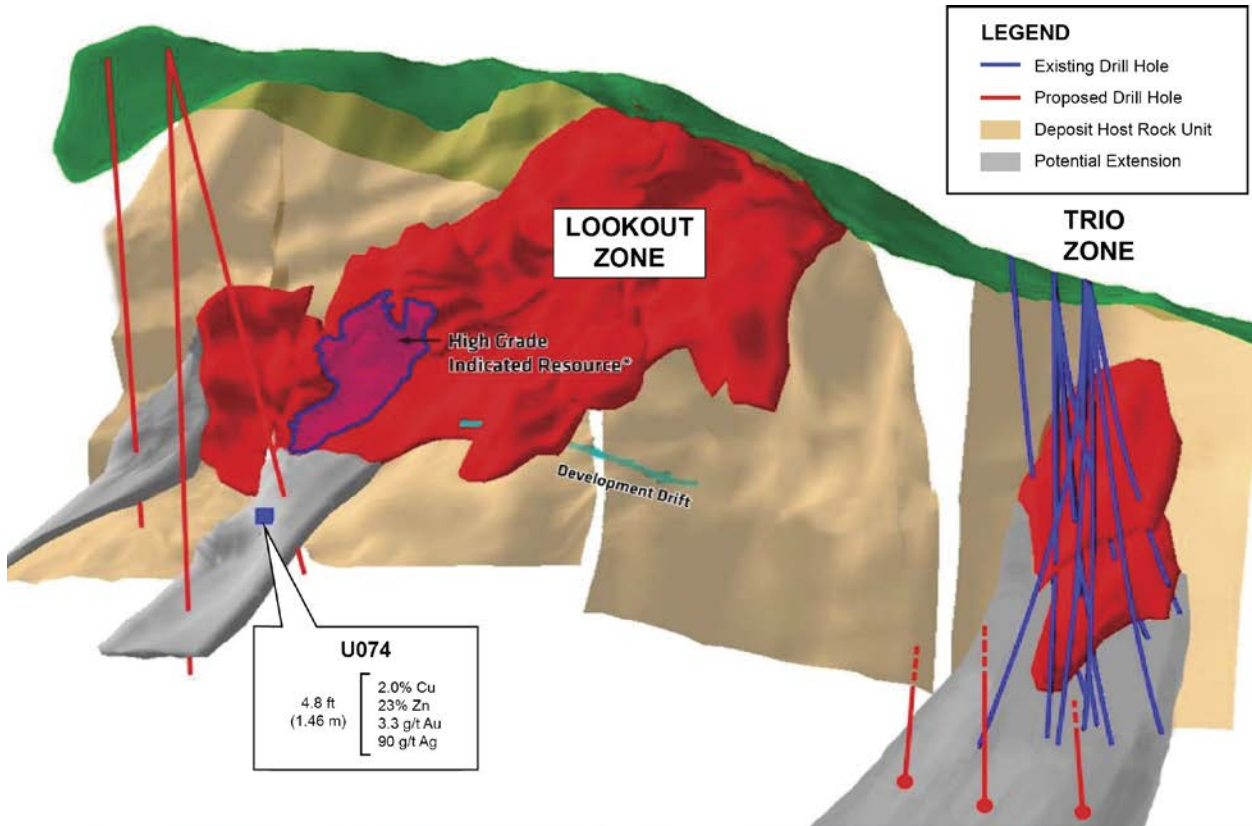 LEGEND
Existing Drill Hole
Proposed Drill Hole
Deposit Host Rock Unit
Potential Extension
TRIO
ZONE
LOOKOUT
ZONE
High Grade
Indicated Resource*
Development Drift
U074
4.8 ft
(1.46 m)
2.0% Cu
23% Zn
3.3 g/t Au
90 g/t Ag